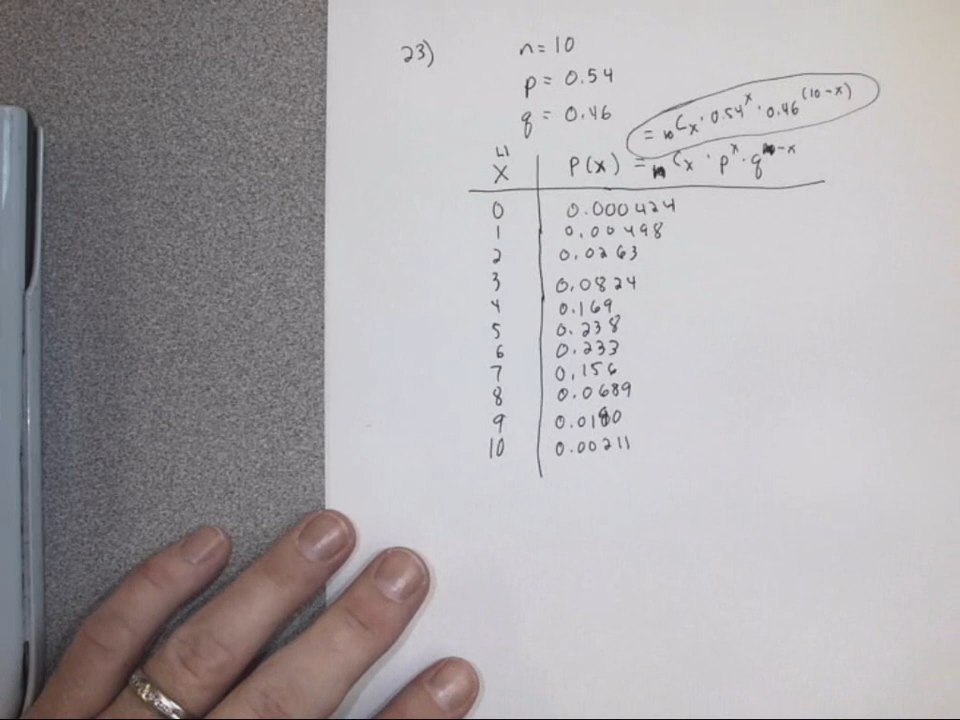 23) n = 10
p = 0.54
q = 0.46
= 10Cx · 0.54^x · 0.46^(10-x)
L1
X P(x) = nCx · p^x · q^n-x
0 0.000424
1 0.00498
2 0.0263
3 0.0824
4 0.169
5 0.238
6 0.233
7 0.156
8 0.0689
9 0.0180
10 0.00211